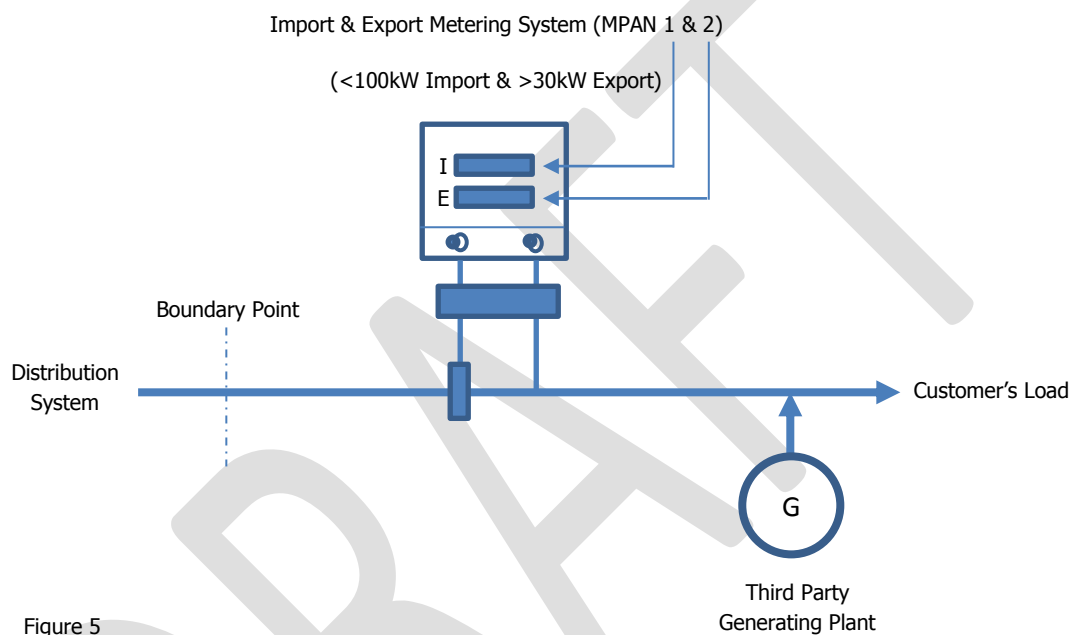 Import & Export Metering System (MPAN 1 & 2)
(<100kW Import & >30kW Export)
I
E
Boundary Point
Distribution
System
Customer's Load
G
Third Party
Generating Plant
Figure 5
DRAFT